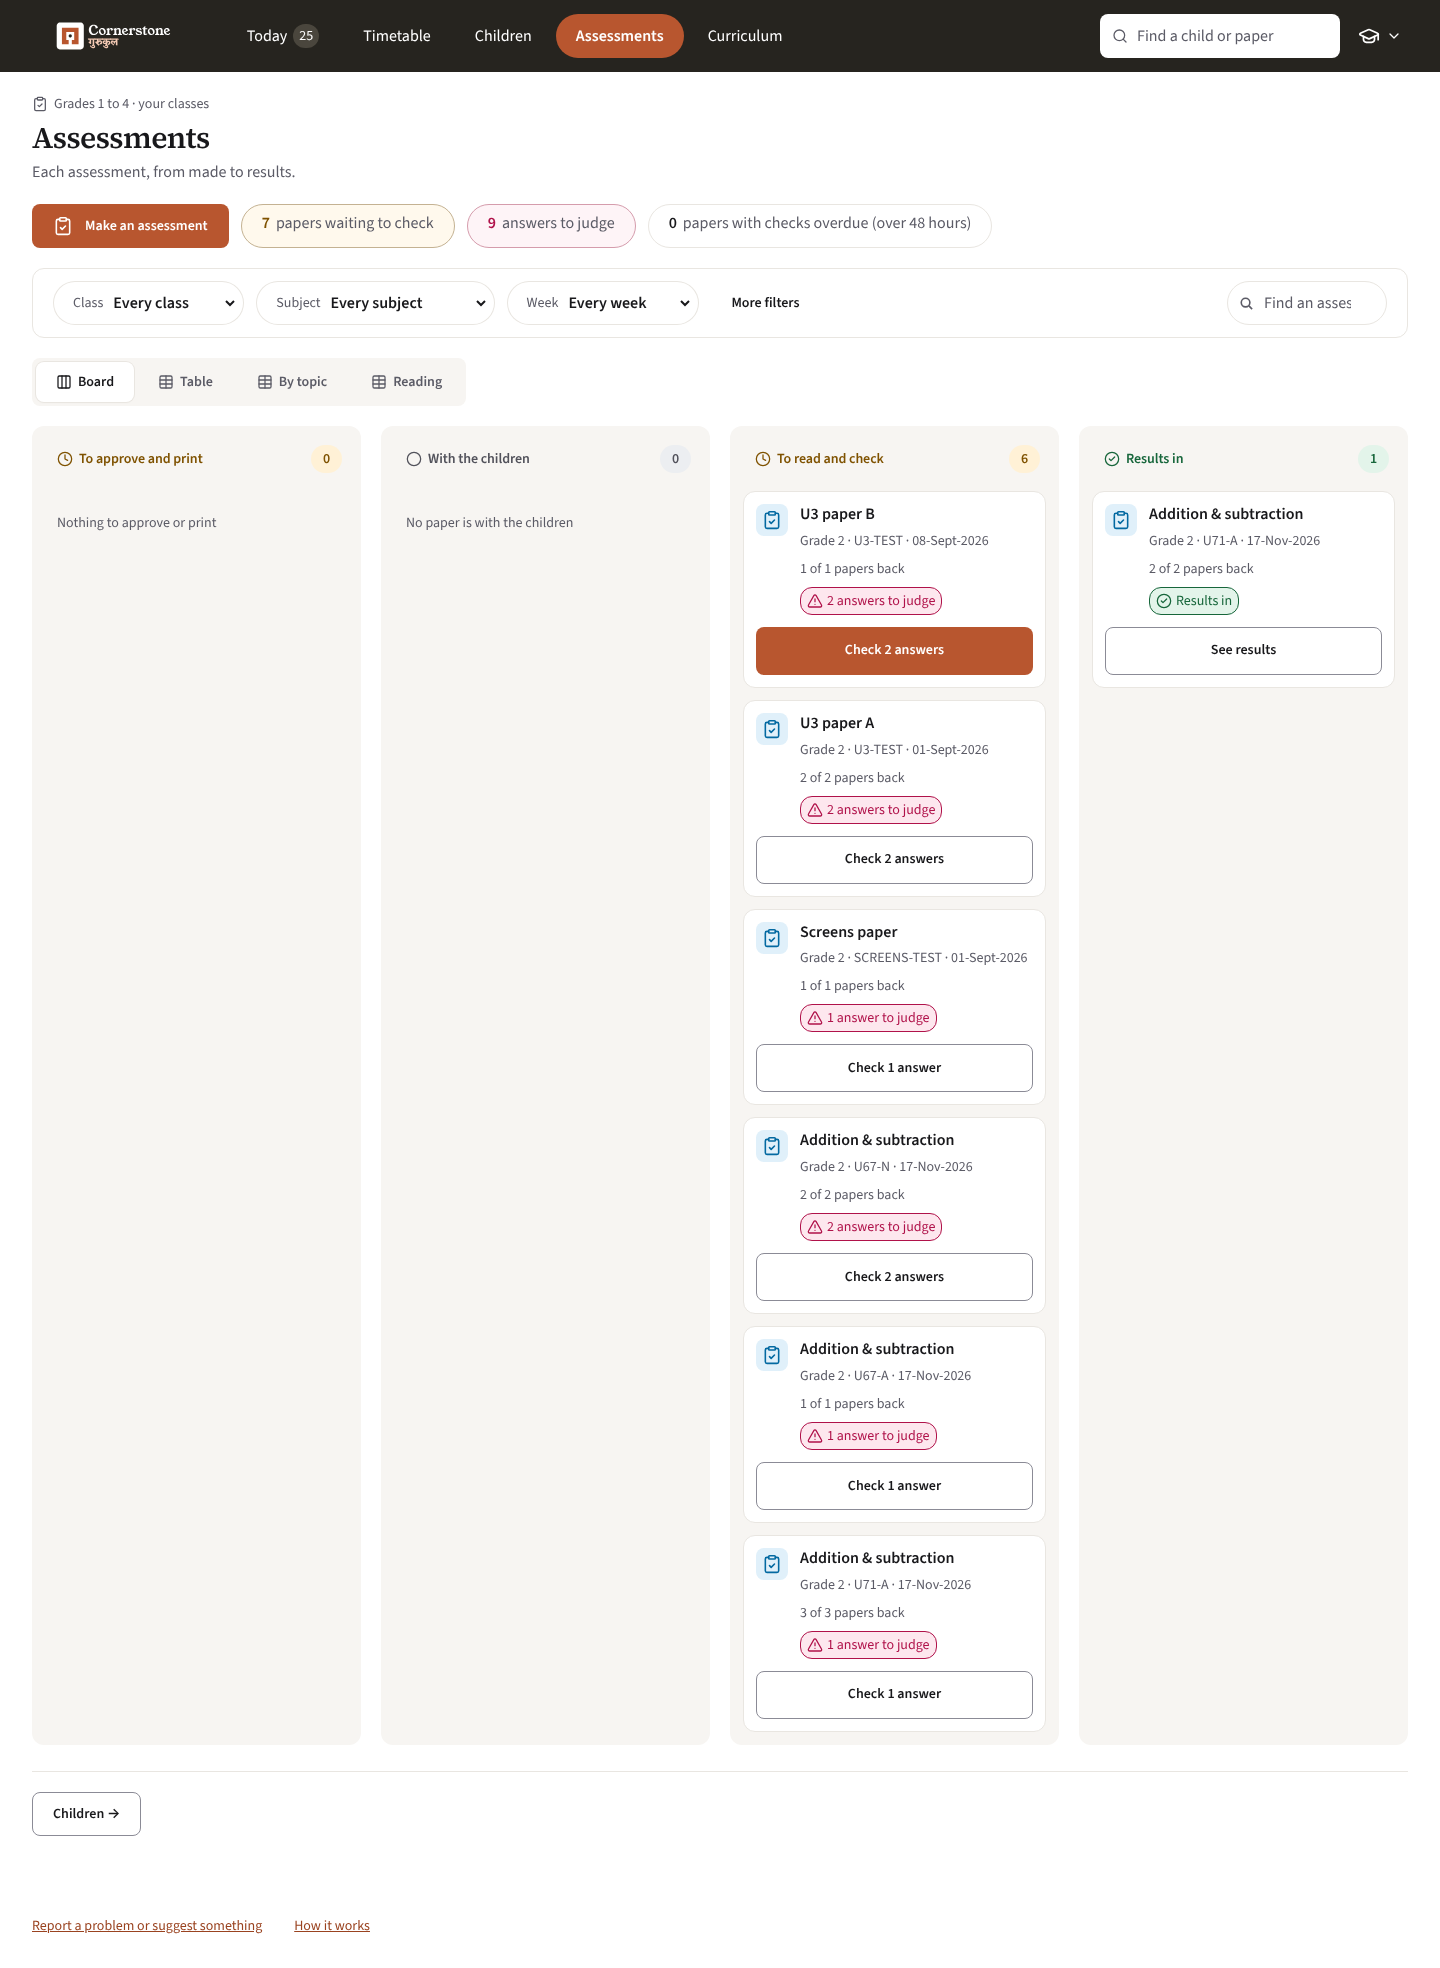 Cornerstone
गुरुकुल
Today 25
Timetable
Children
Assessments
Curriculum
Find a child or paper
Grades 1 to 4 · your classes
Assessments
Each assessment, from made to results.
Make an assessment
7 papers waiting to check
9 answers to judge
0 papers with checks overdue (over 48 hours)
Class Every class
Subject Every subject
Week Every week
More filters
Find an asses
Board
Table
By topic
Reading
To approve and print 0
Nothing to approve or print
With the children 0
No paper is with the children
To read and check 6
U3 paper B
Grade 2 · U3-TEST · 08-Sept-2026
1 of 1 papers back
2 answers to judge
Check 2 answers
U3 paper A
Grade 2 · U3-TEST · 01-Sept-2026
2 of 2 papers back
2 answers to judge
Check 2 answers
Screens paper
Grade 2 · SCREENS-TEST · 01-Sept-2026
1 of 1 papers back
1 answer to judge
Check 1 answer
Addition & subtraction
Grade 2 · U67-N · 17-Nov-2026
2 of 2 papers back
2 answers to judge
Check 2 answers
Addition & subtraction
Grade 2 · U67-A · 17-Nov-2026
1 of 1 papers back
1 answer to judge
Check 1 answer
Addition & subtraction
Grade 2 · U71-A · 17-Nov-2026
3 of 3 papers back
1 answer to judge
Check 1 answer
Results in 1
Addition & subtraction
Grade 2 · U71-A · 17-Nov-2026
2 of 2 papers back
Results in
See results
Children →
Report a problem or suggest something
How it works